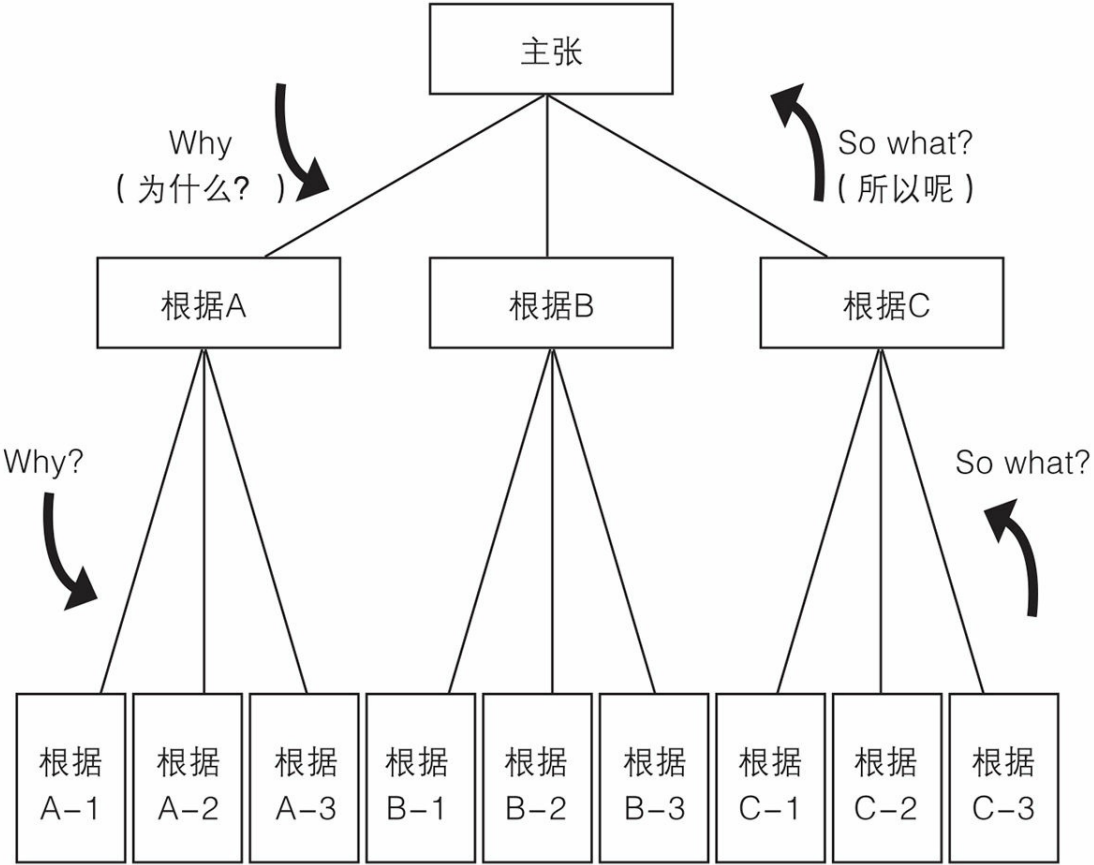 主张
Why
（为什么？）
So what?
（所以呢）
根据A
根据B
根据C
Why?
So what?
根据
A-1
根据
A-2
根据
A-3
根据
B-1
根据
B-2
根据
B-3
根据
C-1
根据
C-2
根据
C-3